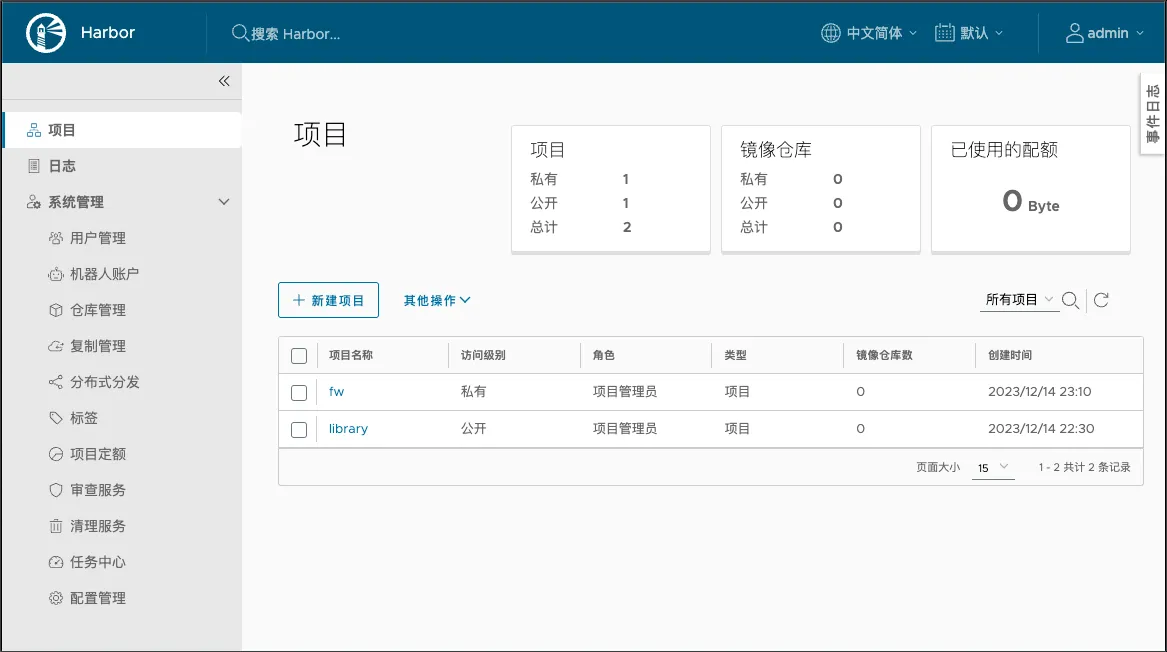 Harbor
搜索 Harbor...
中文简体
默认
admin
事件日志
项目
日志
系统管理
用户管理
机器人账户
仓库管理
复制管理
分布式分发
标签
项目定额
审查服务
清理服务
任务中心
配置管理
项目
项目
私有 1
公开 1
总计 2
镜像仓库
私有 0
公开 0
总计 0
已使用的配额
0 Byte
新建项目
其他操作
所有项目
项目名称 访问级别 角色 类型 镜像仓库数 创建时间
fw 私有 项目管理员 项目 0 2023/12/14 23:10
library 公开 项目管理员 项目 0 2023/12/14 22:30
页面大小 15 1 - 2 共计 2 条记录